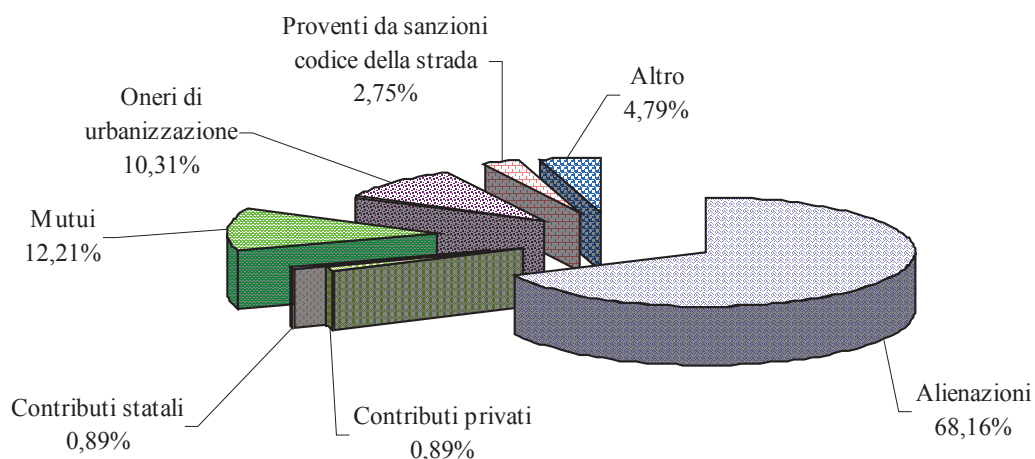 Proventi da sanzioni
codice della strada
2,75%
Altro
4,79%
Oneri di
urbanizzazione
10,31%
Mutui
12,21%
Contributi statali
0,89%
Contributi privati
0,89%
Alienazioni
68,16%